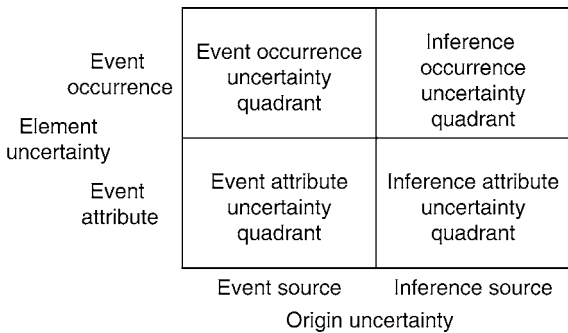 Event
occurrence
Element
uncertainty
Event
attribute
Event occurrence
uncertainty
quadrant
Inference
occurrence
uncertainty
quadrant
Event attribute
uncertainty
quadrant
Inference attribute
uncertainty
quadrant
Event source
Inference source
Origin uncertainty